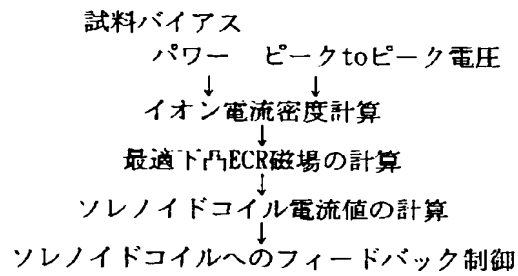 試料バイアス
パワー ピークtoピーク電圧
↓ ↓
イオン電流密度計算
↓
最適下凸ECR磁場の計算
↓
ソレノイドコイル電流値の計算
↓
ソレノイドコイルへのフィードバック制御